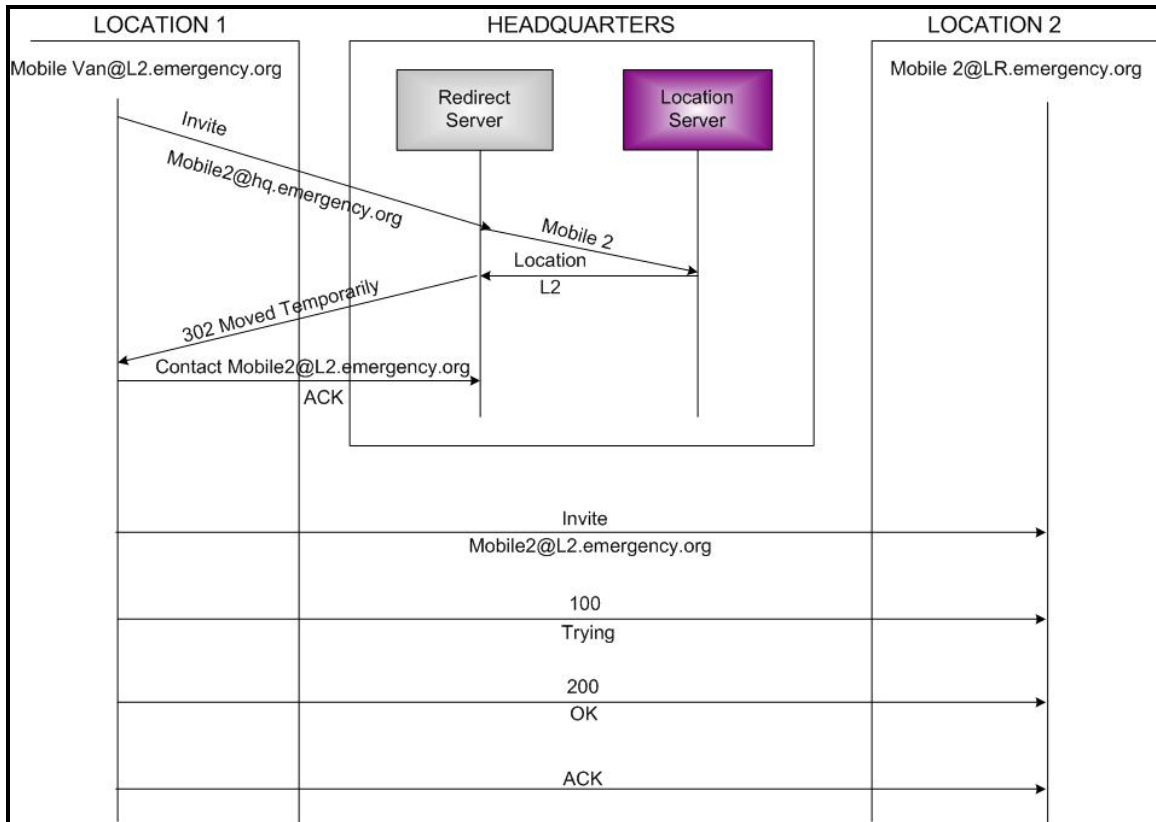 LOCATION 1
HEADQUARTERS
LOCATION 2
Mobile Van@L2.emergency.org
Mobile 2@LR.emergency.org
Redirect
Server
Location
Server
Invite
Mobile2@hq.emergency.org
Mobile 2
Location
L2
302 Moved Temporarily
Contact Mobile2@L2.emergency.org
ACK
Invite
Mobile2@L2.emergency.org
100
Trying
200
OK
ACK